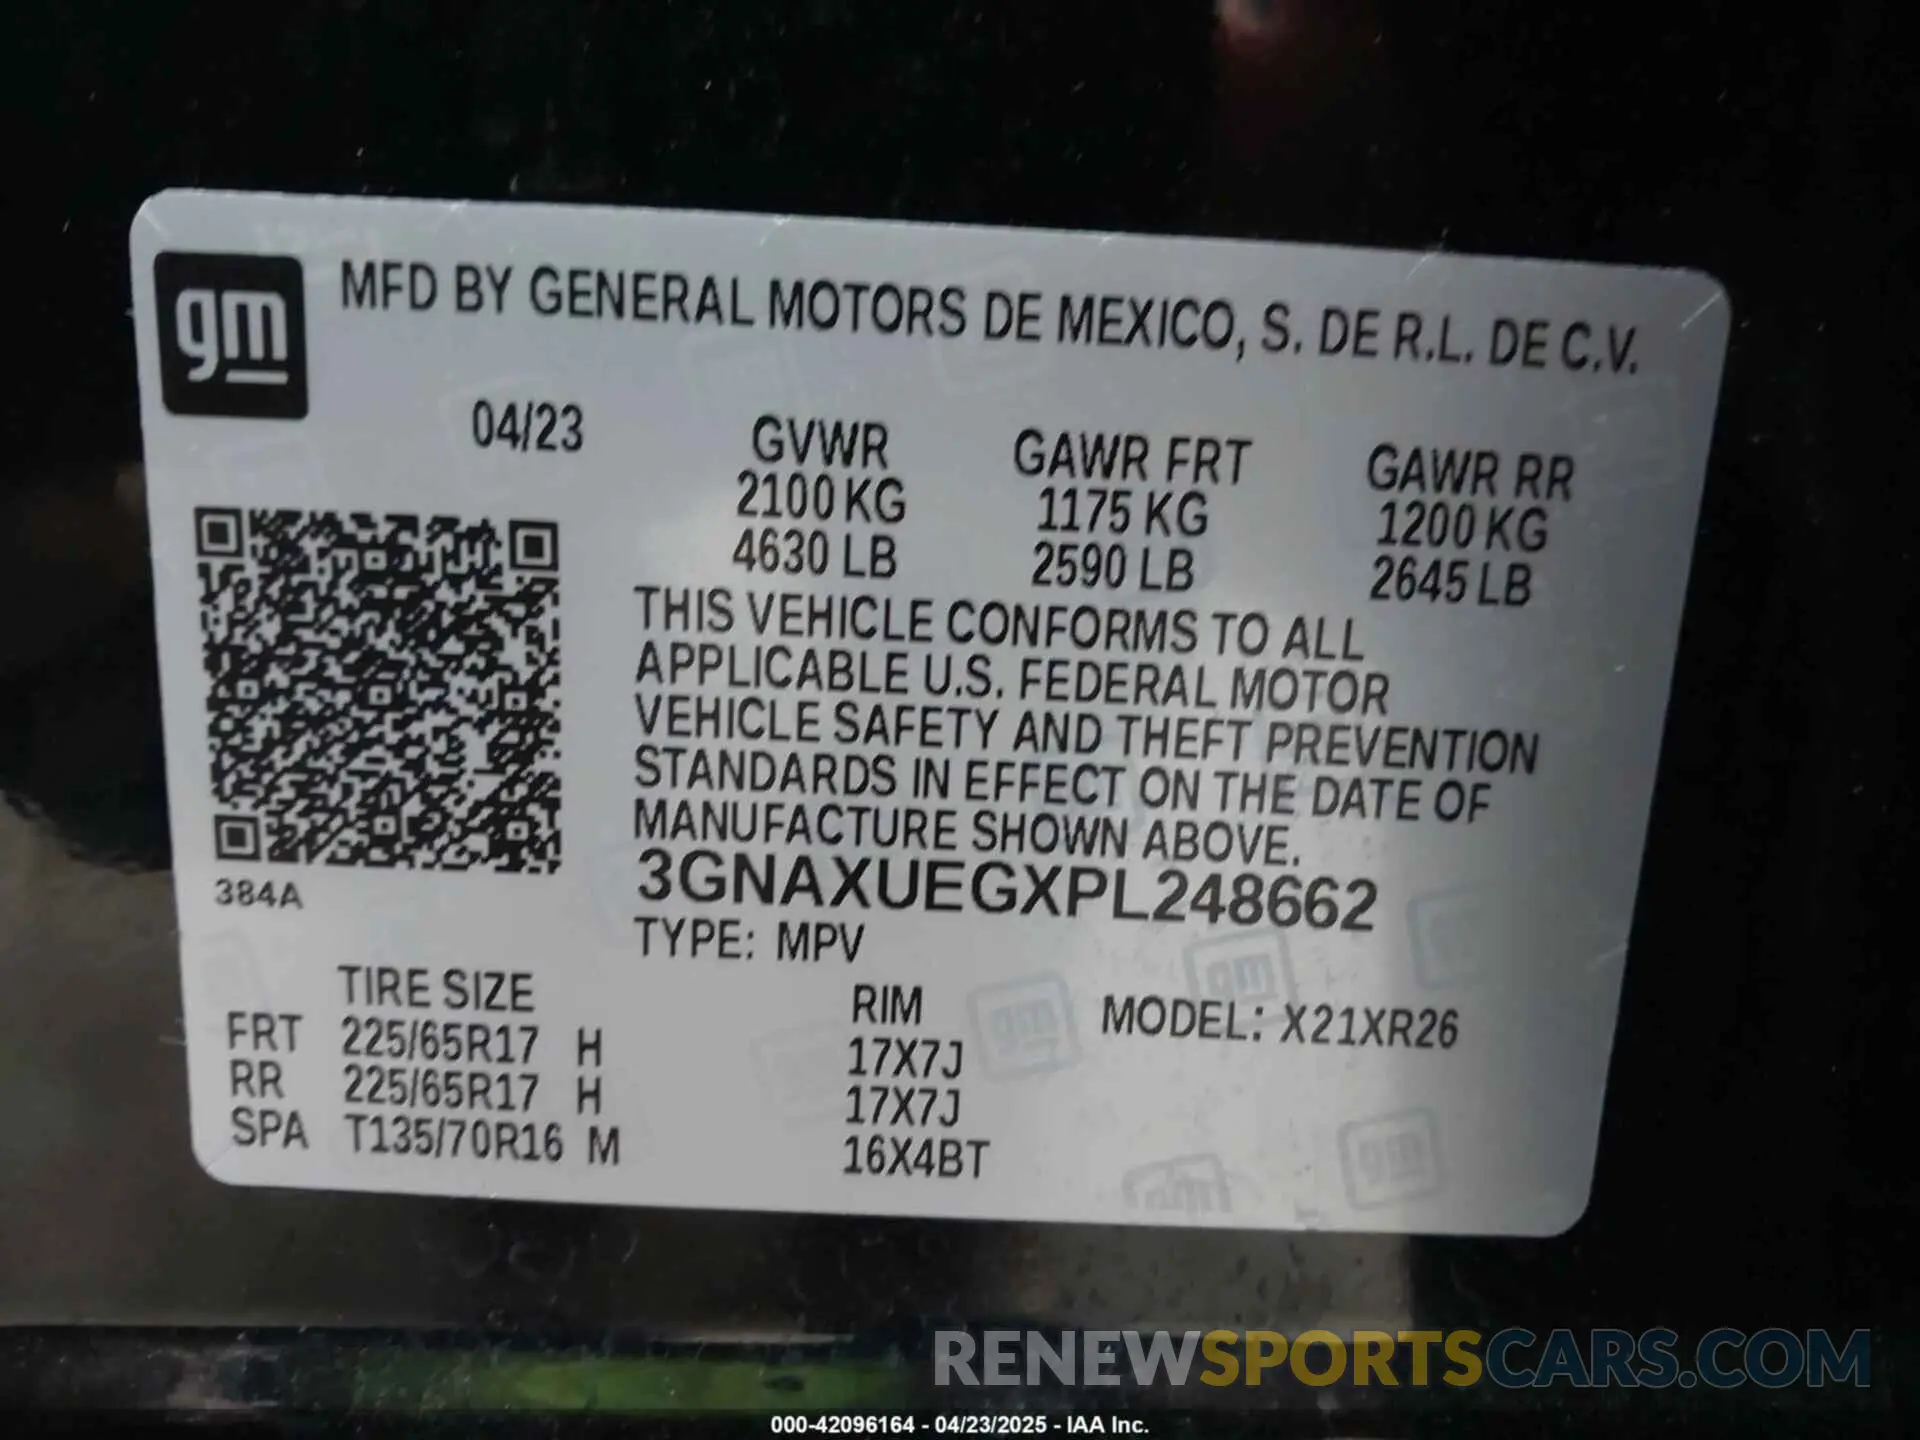 gm
MFD BY GENERAL MOTORS DE MEXICO, S. DE R.L. DE C.V.
04/23
GVWR GAWR FRT GAWR RR
2100 KG 1175 KG 1200 KG
4630 LB 2590 LB 2645 LB
THIS VEHICLE CONFORMS TO ALL
APPLICABLE U.S. FEDERAL MOTOR
VEHICLE SAFETY AND THEFT PREVENTION
STANDARDS IN EFFECT ON THE DATE OF
MANUFACTURE SHOWN ABOVE.
384A
3GNAXUEGXPL248662
TYPE: MPV
TIRE SIZE RIM MODEL: X21XR26
FRT 225/65R17 H 17X7J
RR 225/65R17 H 17X7J
SPA T135/70R16 M 16X4BT
gm
gm
gm
gm
RENEWSPORTSCARS.COM
000-42096164 - 04/23/2025 - IAA Inc.